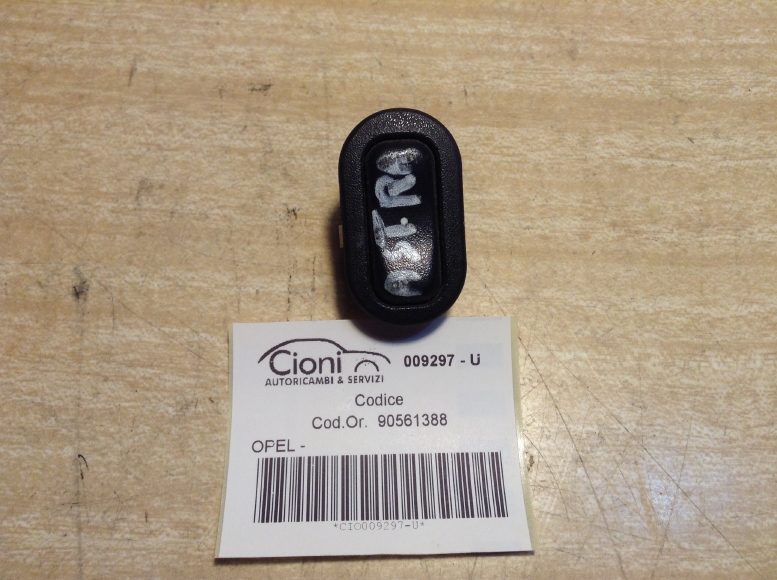 ASTRA
Cioni
AUTORICAMBI & SERVIZI
009297 - U
Codice
Cod.Or. 90561388
OPEL -
*CIO009297-U*